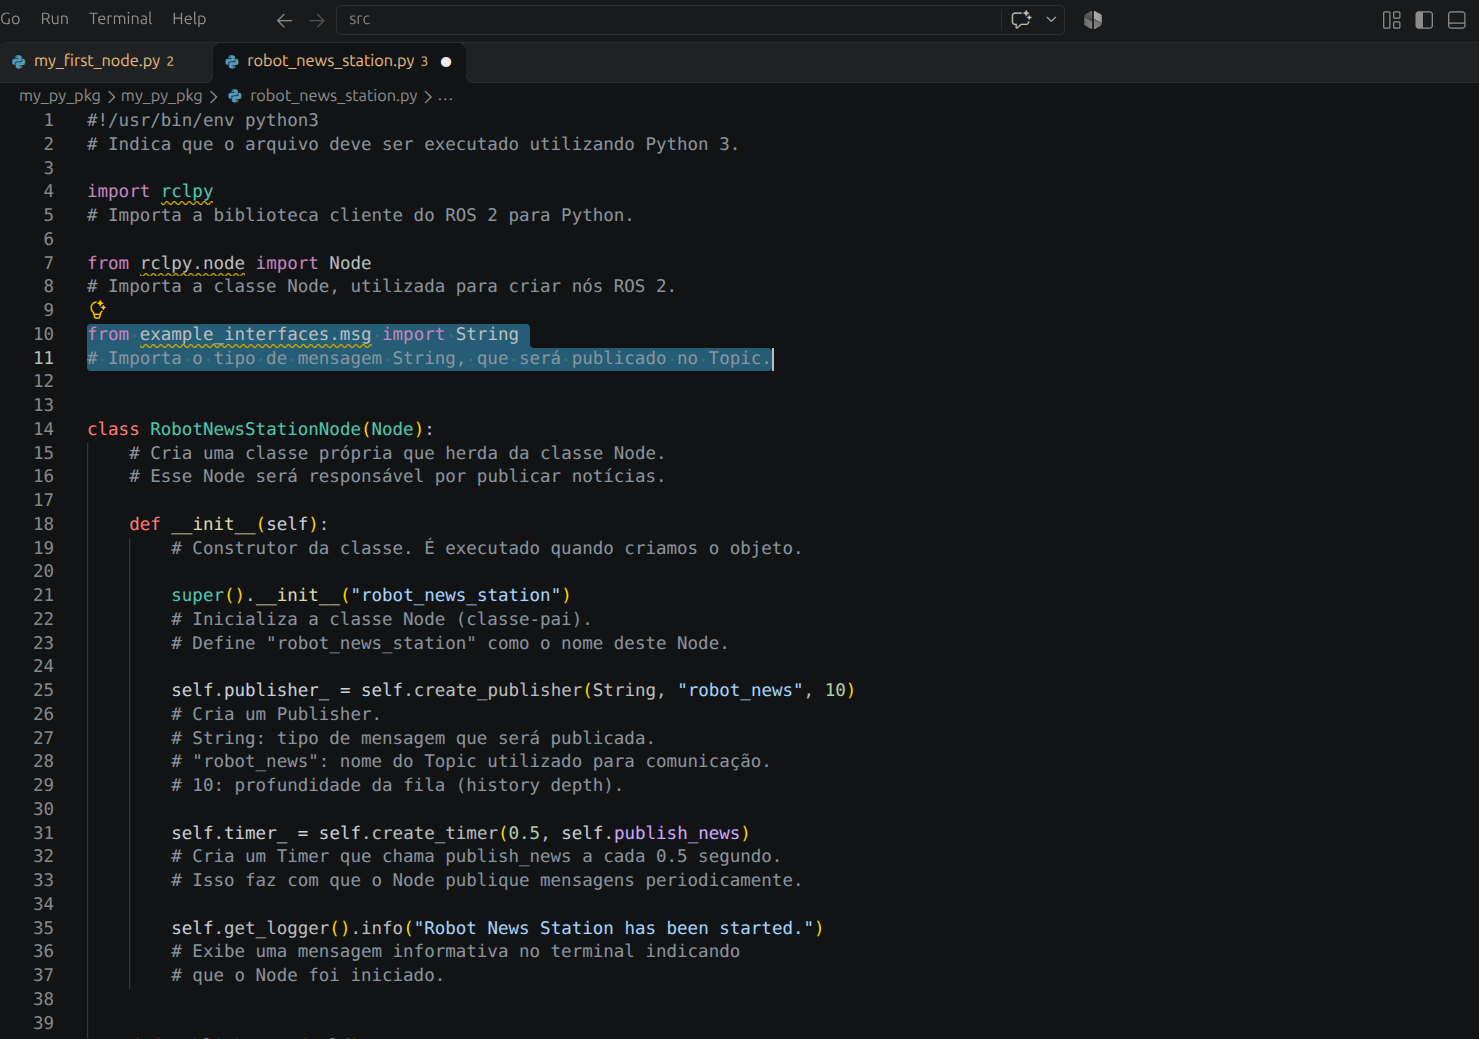 Go Run Terminal Help src
my_first_node.py 2 robot_news_station.py 3
my_py_pkg > my_py_pkg > robot_news_station.py > ...
1 #!/usr/bin/env python3
2 # Indica que o arquivo deve ser executado utilizando Python 3.
3
4 import rclpy
5 # Importa a biblioteca cliente do ROS 2 para Python.
6
7 from rclpy.node import Node
8 # Importa a classe Node, utilizada para criar nós ROS 2.
9
10 from example_interfaces.msg import String
11 # Importa o tipo de mensagem String, que será publicado no Topic.
12
13
14 class RobotNewsStationNode(Node):
15     # Cria uma classe própria que herda da classe Node.
16     # Esse Node será responsável por publicar notícias.
17
18     def __init__(self):
19         # Construtor da classe. É executado quando criamos o objeto.
20
21         super().__init__("robot_news_station")
22         # Inicializa a classe Node (classe-pai).
23         # Define "robot_news_station" como o nome deste Node.
24
25         self.publisher_ = self.create_publisher(String, "robot_news", 10)
26         # Cria um Publisher.
27         # String: tipo de mensagem que será publicada.
28         # "robot_news": nome do Topic utilizado para comunicação.
29         # 10: profundidade da fila (history depth).
30
31         self.timer_ = self.create_timer(0.5, self.publish_news)
32         # Cria um Timer que chama publish_news a cada 0.5 segundo.
33         # Isso faz com que o Node publique mensagens periodicamente.
34
35         self.get_logger().info("Robot News Station has been started.")
36         # Exibe uma mensagem informativa no terminal indicando
37         # que o Node foi iniciado.
38
39